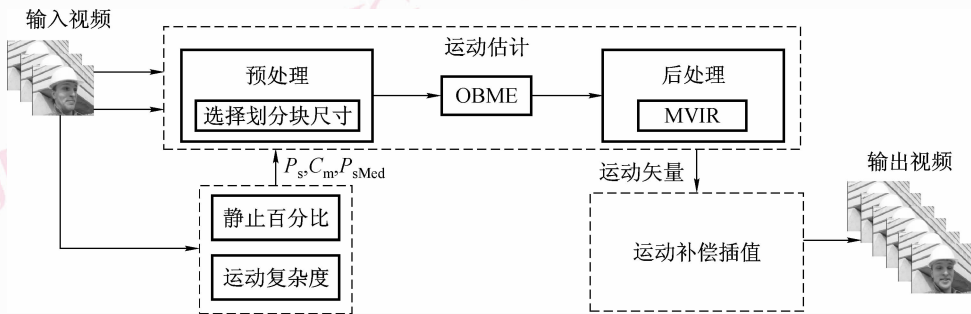 输入视频
运动估计
预处理
选择划分块尺寸
OBME
后处理
MVIR
Ps,Cm,PsMed
运动矢量
输出视频
静止百分比
运动复杂度
运动补偿插值